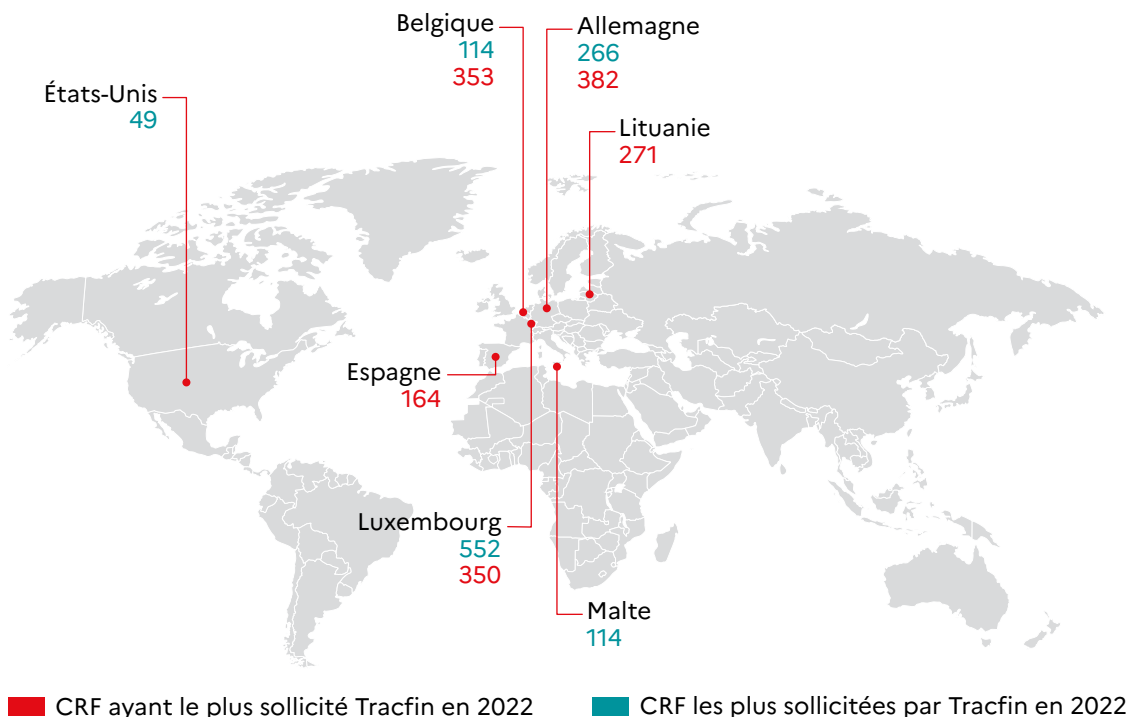 Belgique
114
353
Allemagne
266
382
États-Unis
49
Lituanie
271
Espagne
164
Luxembourg
552
350
Malte
114
CRF ayant le plus sollicité Tracfin en 2022
CRF les plus sollicitées par Tracfin en 2022